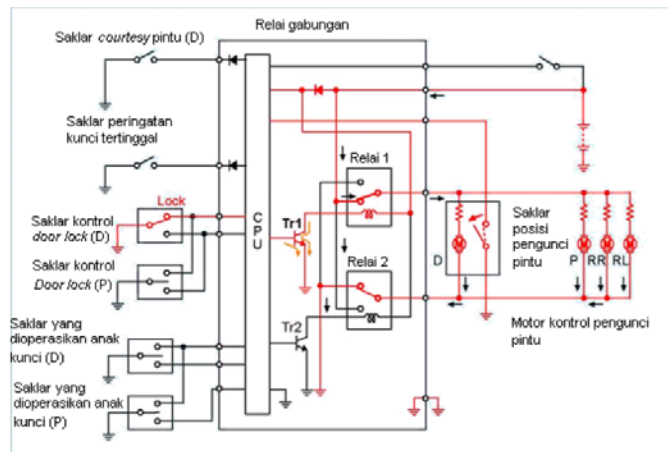 Relai gabungan
Saklar courtesy pintu (D)
Saklar peringatan
kunci tertinggal
Lock
Saklar kontrol
door lock (D)
Saklar kontrol
Door lock (P)
Saklar yang
dioperasikan anak
kunci (D)
Saklar yang
dioperasikan anak
kunci (P)
C
P
U
Tr1
Tr2
Relai 1
Relai 2
D
Saklar
posisi
pengunci
pintu
P
RR
RL
M
M
M
M
Motor kontrol pengunci
pintu